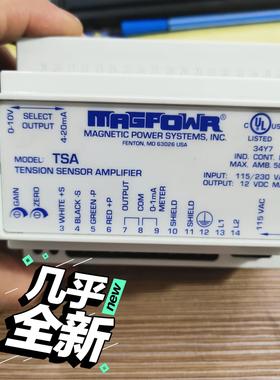 0-10V
SELECT
OUTPUT
4-20mA
MAGPOWR
MAGNETIC POWER SYSTEMS, INC.
FENTON, MO 63026 USA
C UL US
LISTED
34Y7
IND. CONT.
MAX. AMB. 50
MODEL TSA
TENSION SENSOR AMPLIFIER
INPUT: 115/230 VA
OUTPUT: 12 VDC M
GAIN
ZERO
WHITE +S
BLACK -S
GREEN -P
RED +P
OUTPUT
COM
0-1mA
METER
SHIELD
SHIELD
L1
L2
115 VAC
3 4 5 6 7 8 9 10 11 12 13 14
几乎
全新
new